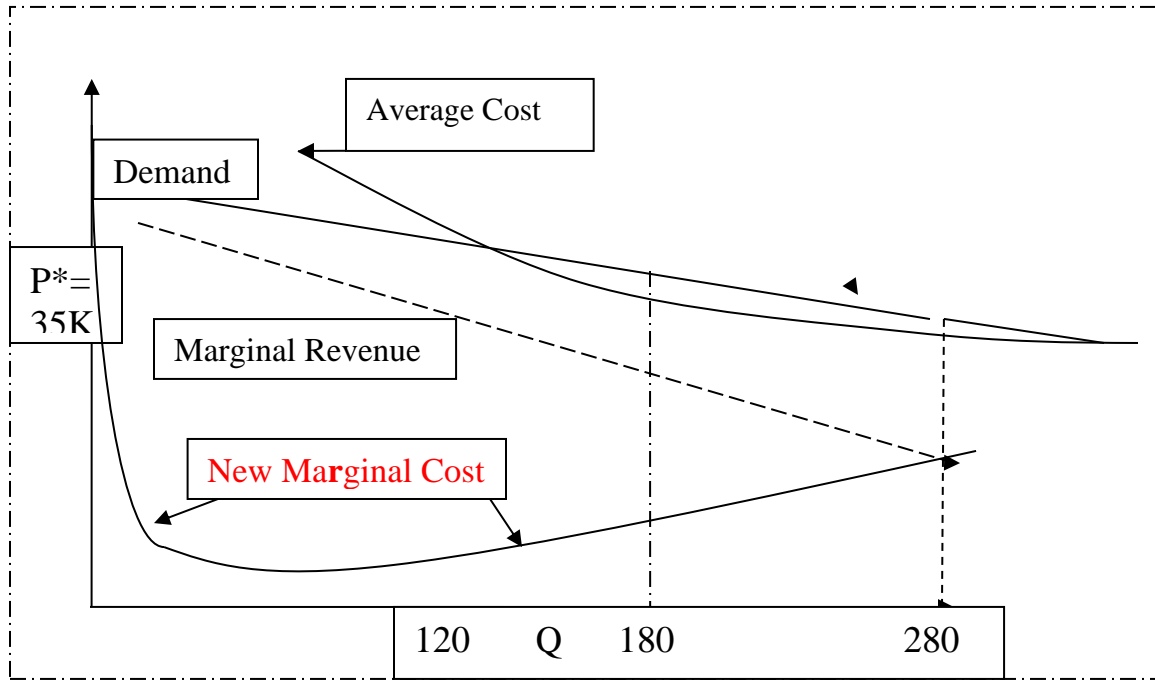 Average Cost
Demand
P*=
35K
Marginal Revenue
New Marginal Cost
120 Q 180 280